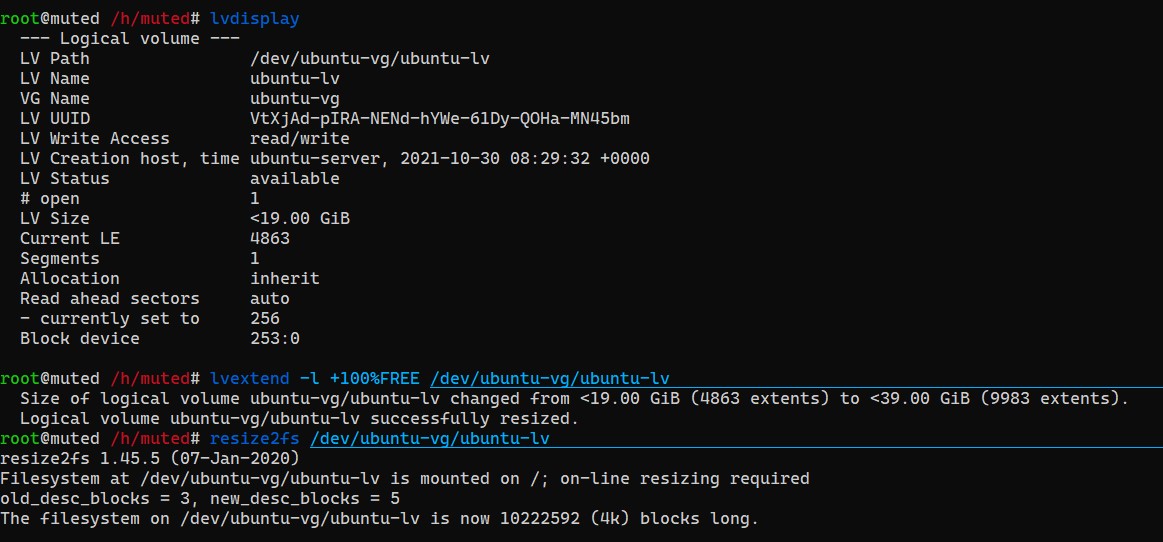 root@muted /h/muted# lvdisplay
--- Logical volume ---
LV Path                /dev/ubuntu-vg/ubuntu-lv
LV Name                ubuntu-lv
VG Name                ubuntu-vg
LV UUID                VtXjAd-pIRA-NENd-hYWe-61Dy-QOHa-MN45bm
LV Write Access        read/write
LV Creation host, time ubuntu-server, 2021-10-30 08:29:32 +0000
LV Status              available
# open                 1
LV Size                <19.00 GiB
Current LE             4863
Segments               1
Allocation             inherit
Read ahead sectors     auto
- currently set to     256
Block device           253:0
root@muted /h/muted# lvextend -l +100%FREE /dev/ubuntu-vg/ubuntu-lv
Size of logical volume ubuntu-vg/ubuntu-lv changed from <19.00 GiB (4863 extents) to <39.00 GiB (9983 extents).
Logical volume ubuntu-vg/ubuntu-lv successfully resized.
root@muted /h/muted# resize2fs /dev/ubuntu-vg/ubuntu-lv
resize2fs 1.45.5 (07-Jan-2020)
Filesystem at /dev/ubuntu-vg/ubuntu-lv is mounted on /; on-line resizing required
old_desc_blocks = 3, new_desc_blocks = 5
The filesystem on /dev/ubuntu-vg/ubuntu-lv is now 10222592 (4k) blocks long.